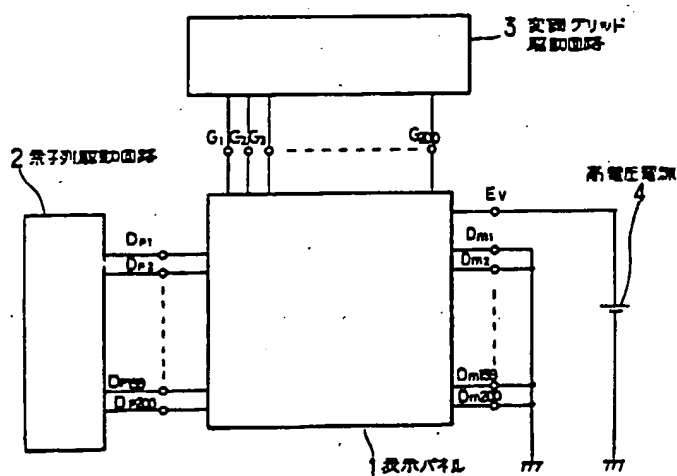 3 変調グリッド
駆動回路
G1 G2 G3 G200
2 素子列駆動回路
高電圧電源
4
Ev
Dp1
Dm1
Dp2
Dm2
Dp199
Dm199
Dp200
Dm200
1 表示パネル